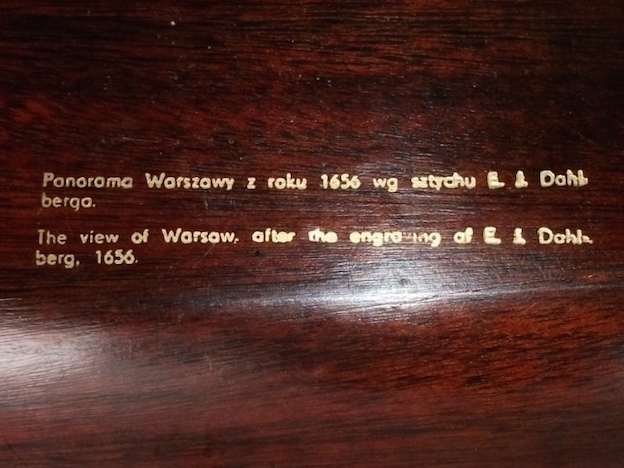 Panorama Warszawy z roku 1656 wg sztychu E. J. Dahl-
berga.
The view of Warsaw. after the engraving of E. J. Dahl-
berg, 1656.